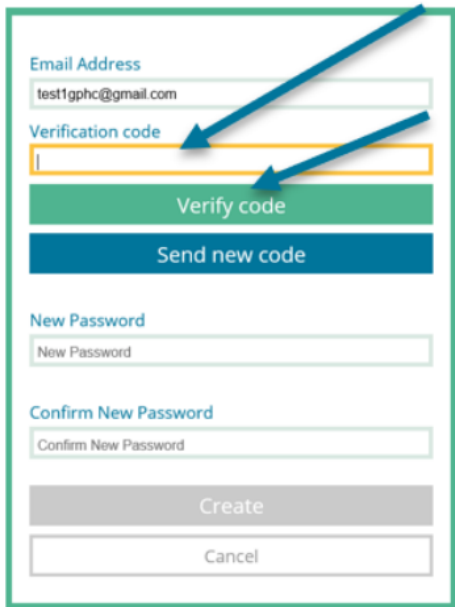 Email Address
test1gphc@gmail.com
Verification code
Verify code
Send new code
New Password
New Password
Confirm New Password
Confirm New Password
Create
Cancel